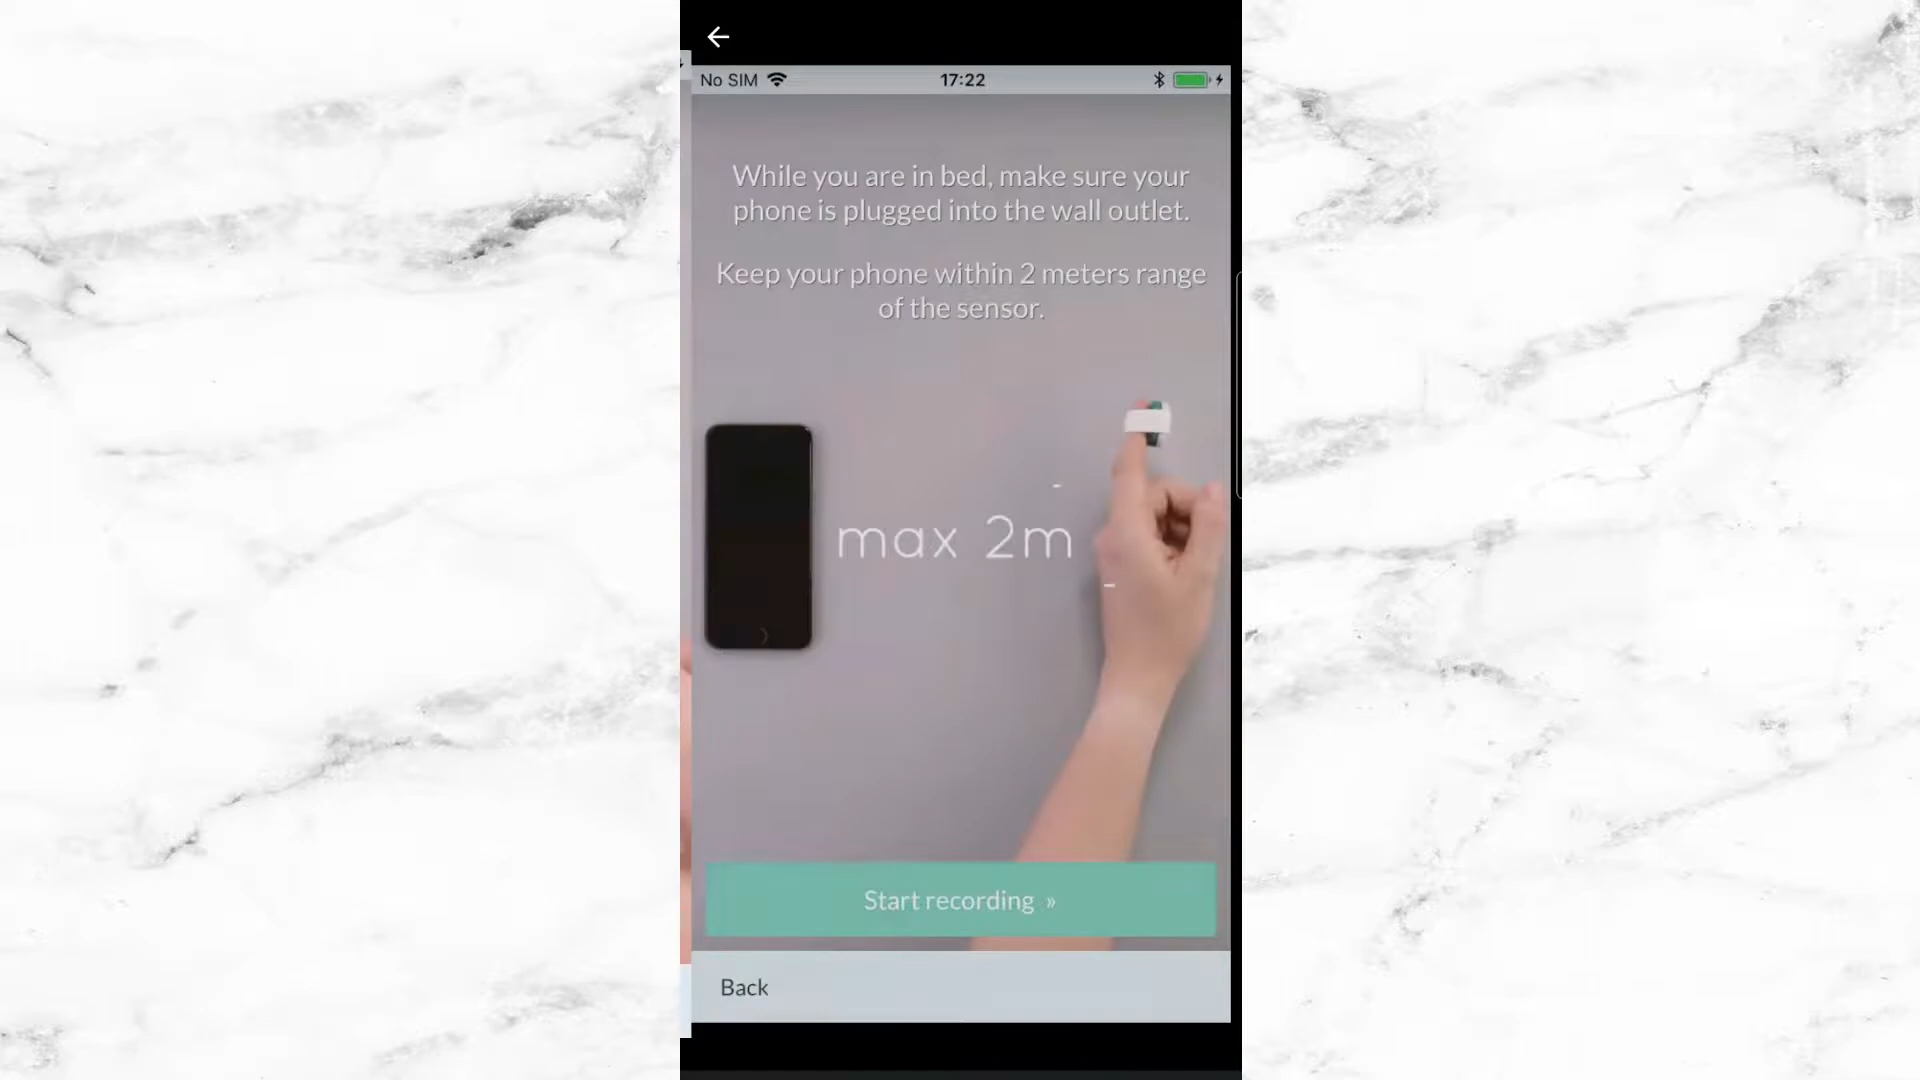 No SIM 17:22
While you are in bed, make sure your
phone is plugged into the wall outlet.
Keep your phone within 2 meters range
of the sensor.
max 2m
Start recording »
Back